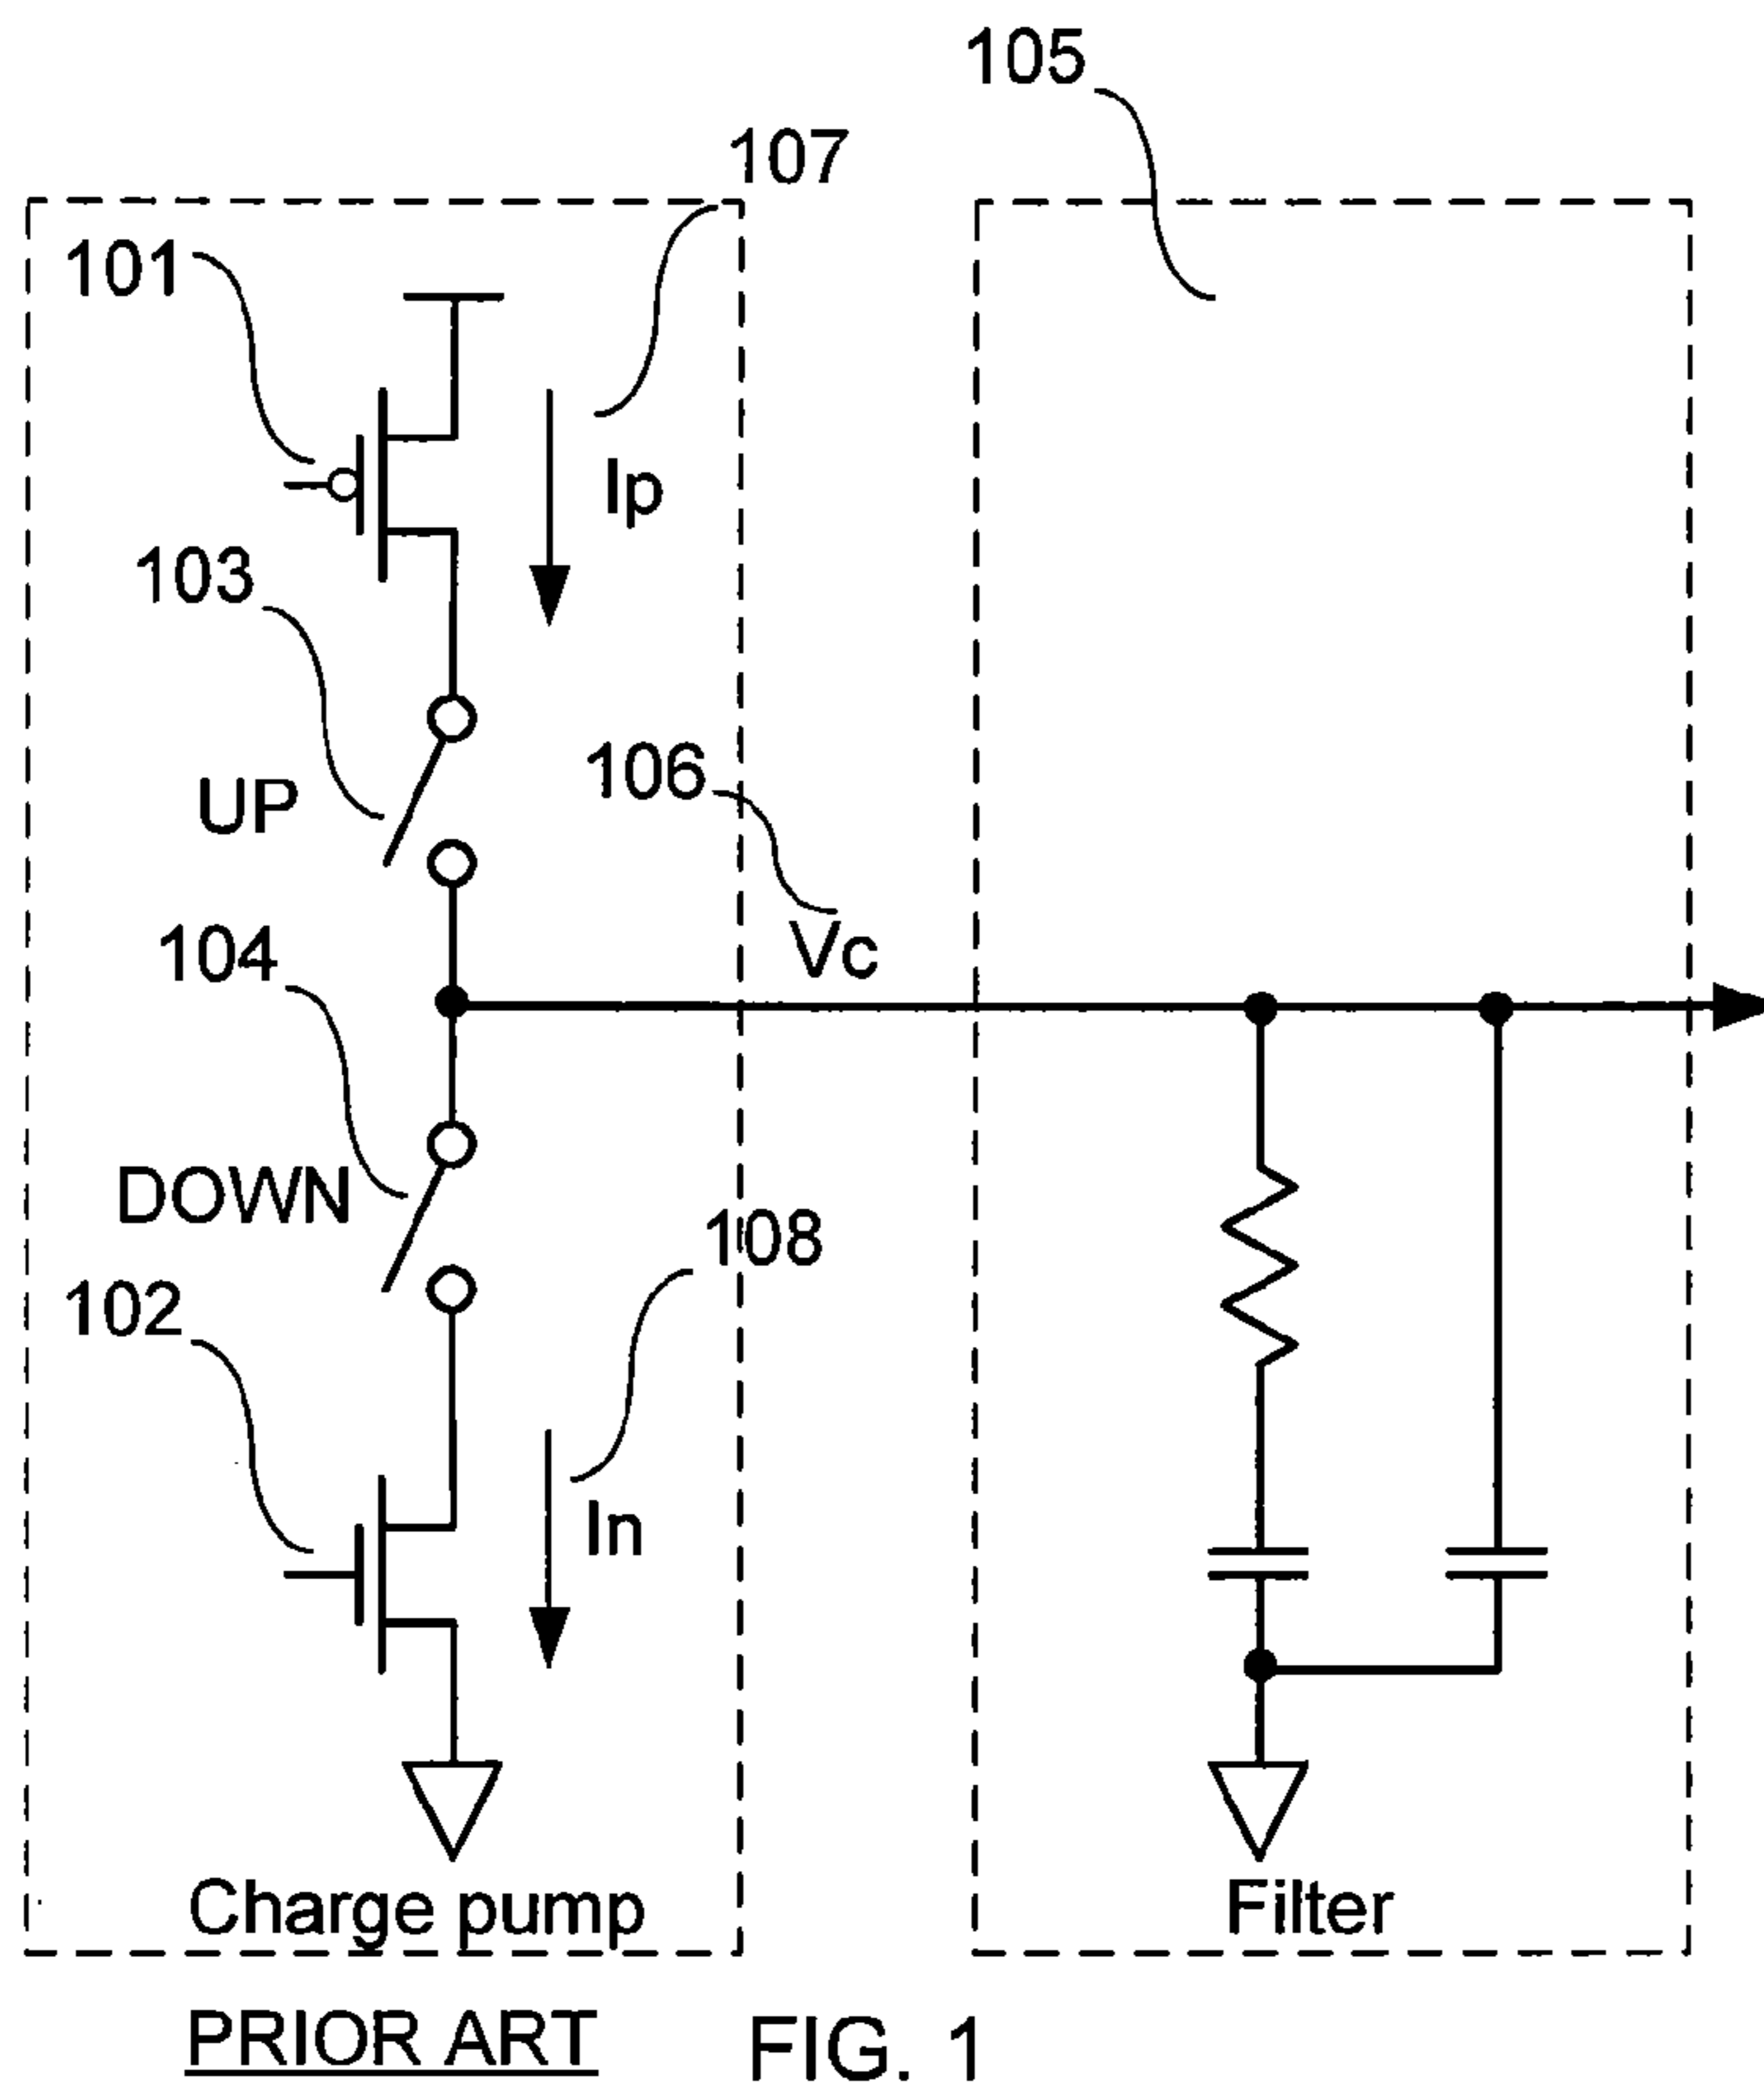 105
107
101
Ip
103
106
UP
Vc
104
DOWN
108
102
In
Charge pump
Filter
PRIOR ART
FIG. 1